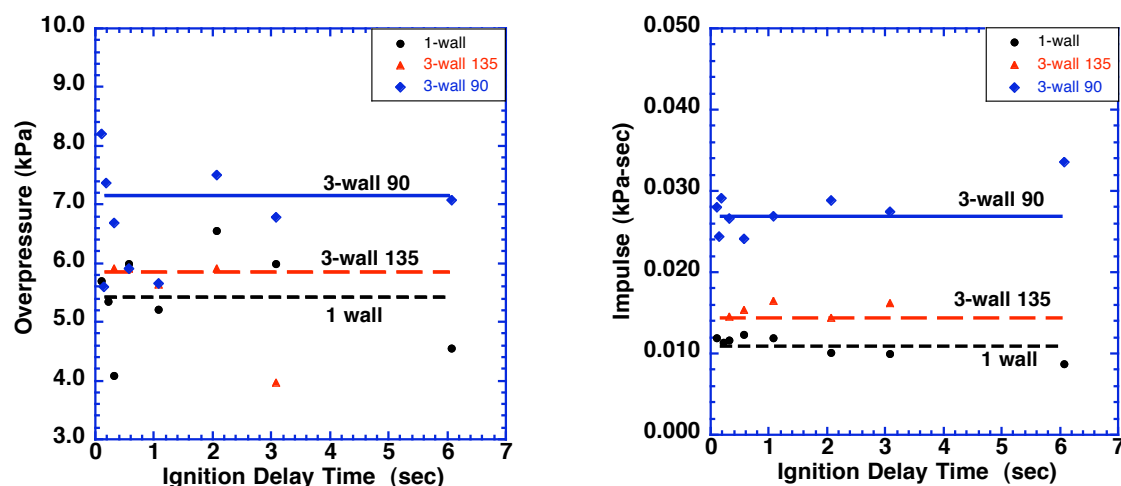 10.0
9.0
8.0
7.0
6.0
5.0
4.0
3.0
Overpressure (kPa)
1-wall
3-wall 135
3-wall 90
3-wall 90
3-wall 135
1 wall
0 1 2 3 4 5 6 7
Ignition Delay Time (sec)
0.050
0.040
0.030
0.020
0.010
0.000
Impulse (kPa-sec)
1-wall
3-wall 135
3-wall 90
3-wall 90
3-wall 135
1 wall
0 1 2 3 4 5 6 7
Ignition Delay Time (sec)